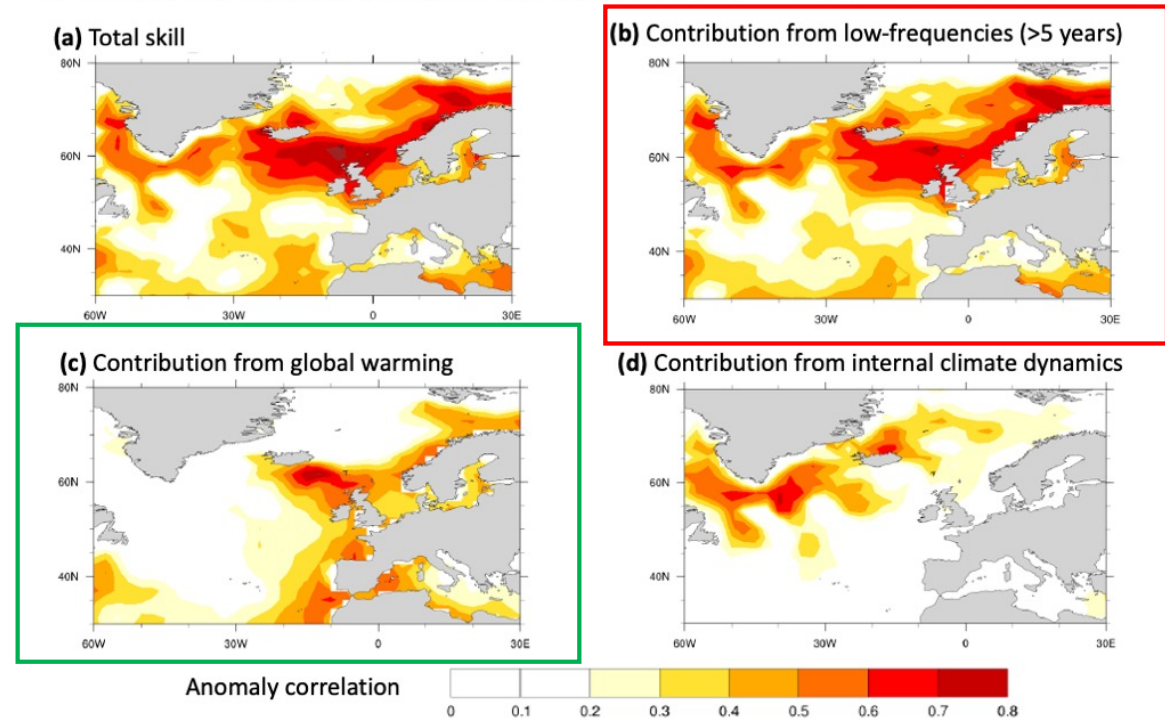 (a) Total skill
(b) Contribution from low-frequencies (>5 years)
80N
60N
40N
60W 30W 0 30E
80N
60N
40N
60W 30W 0 30E
(c) Contribution from global warming
(d) Contribution from internal climate dynamics
80N
60N
40N
60W 30W 0 30E
80N
60N
40N
60W 30W 0 30E
Anomaly correlation
0 0.1 0.2 0.3 0.4 0.5 0.6 0.7 0.8